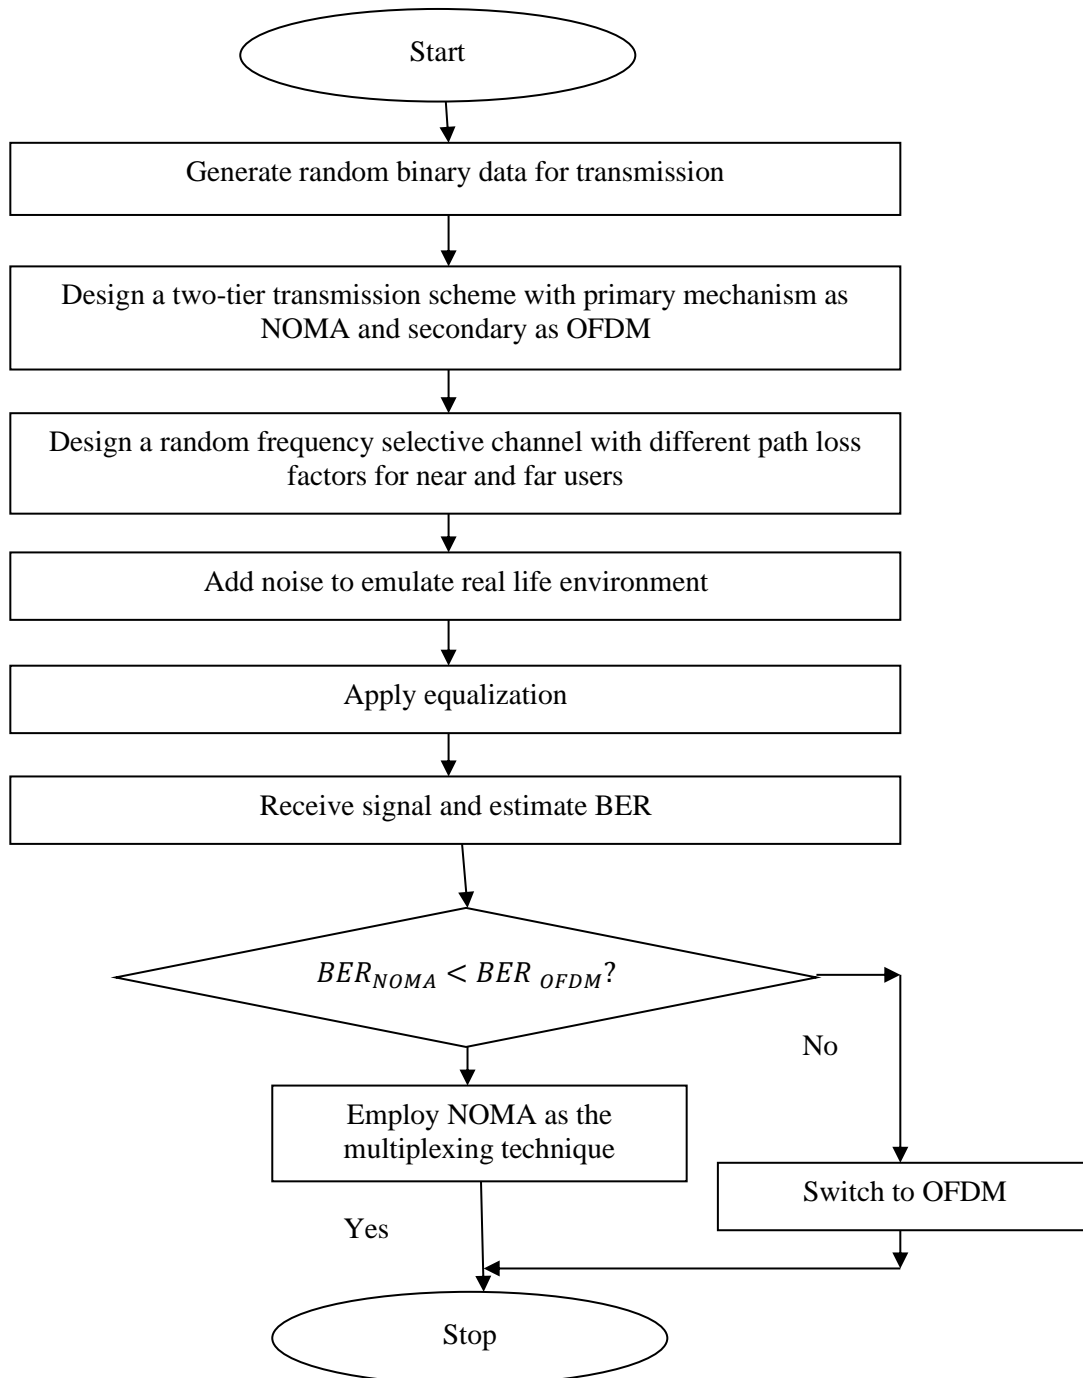 Start
Generate random binary data for transmission
Design a two-tier transmission scheme with primary mechanism as
NOMA and secondary as OFDM
Design a random frequency selective channel with different path loss
factors for near and far users
Add noise to emulate real life environment
Apply equalization
Receive signal and estimate BER
BER_NOMA < BER _OFDM?
No
Employ NOMA as the
multiplexing technique
Switch to OFDM
Yes
Stop